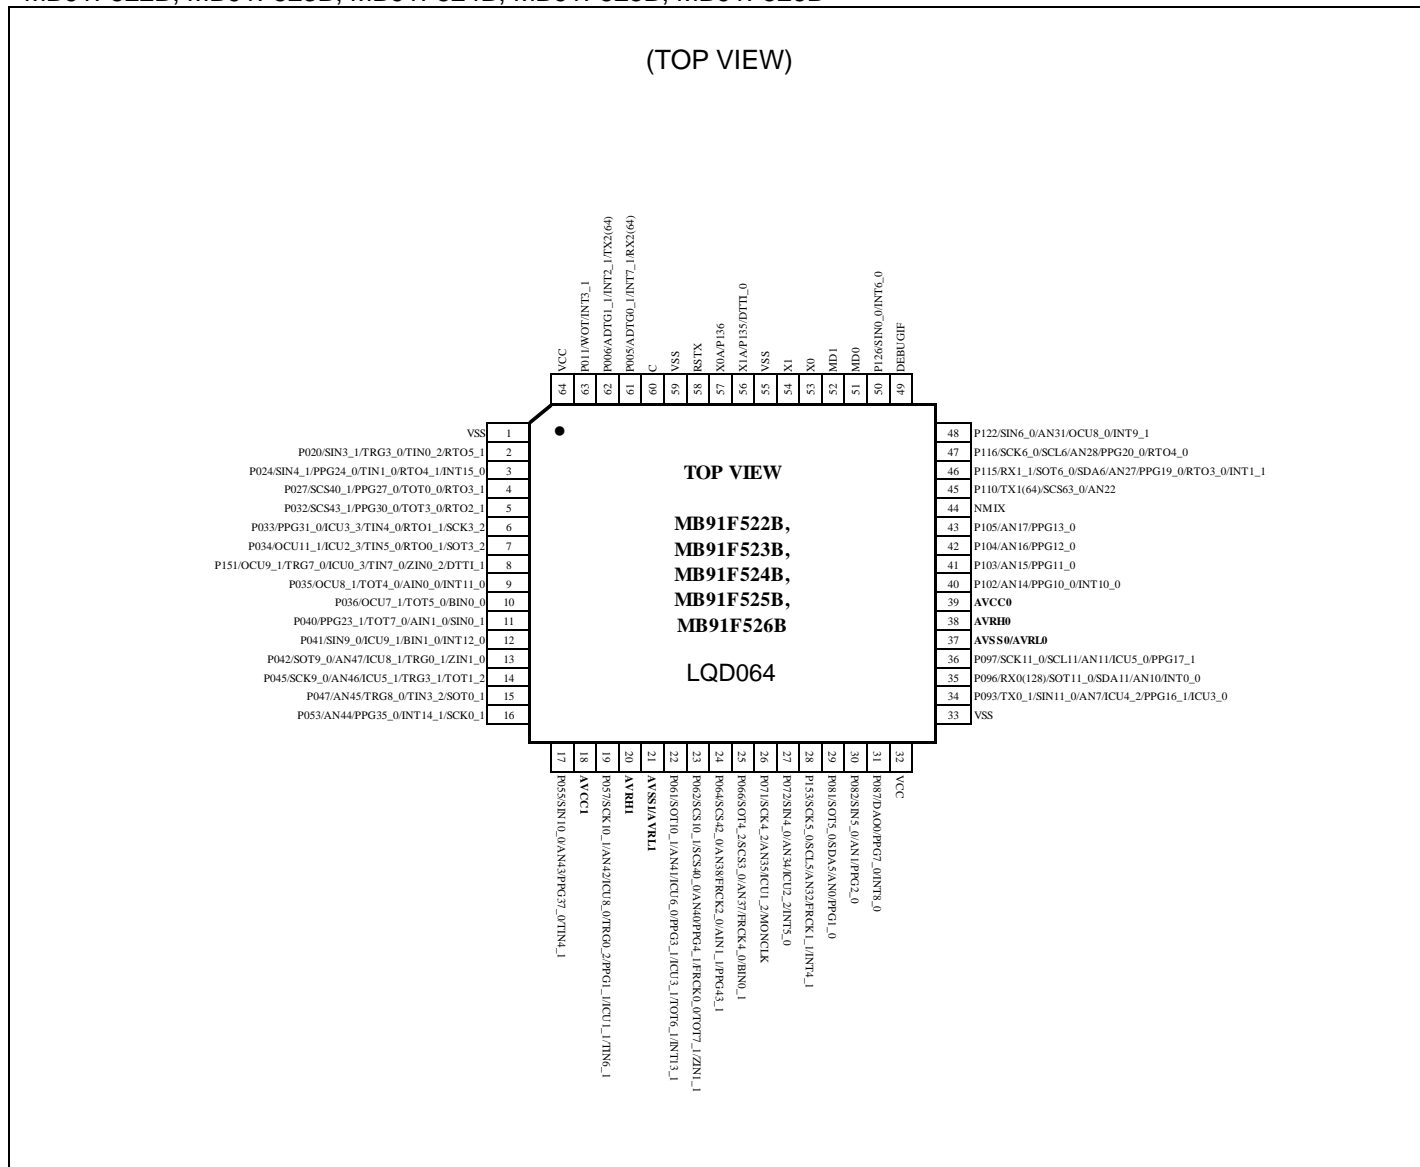 (TOP VIEW)
VCC
P011/WOT/INT3_1
P006/ADTG1_1/INT2_1/TX2(64)
P005/ADTG0_1/INT7_1/RX2(64)
C
VSS
RSTX
X0A/P136
X1A/P135/DTTI_0
VSS
X1
X0
MD1
MD0
P126/SIN0_0/INT6_0
DEBUGIF
64
63
62
61
60
59
58
57
56
55
54
53
52
51
50
49
VSS 1
P020/SIN3_1/TRG3_0/TIN0_2/RTO5_1 2
P024/SIN4_1/PPG24_0/TIN1_0/RTO4_1/INT15_0 3
P027/SCS40_1/PPG27_0/TOT0_0/RTO3_1 4
P032/SCS43_1/PPG30_0/TOT3_0/RTO2_1 5
P033/PPG31_0/ICU3_3/TIN4_0/RTO1_1/SCK3_2 6
P034/OCU11_1/ICU2_3/TIN5_0/RTO0_1/SOT3_2 7
P151/OCU9_1/TRG7_0/ICU0_3/TIN7_0/ZIN0_2/DTTI_1 8
P035/OCU8_1/TOT4_0/AIN0_0/INT11_0 9
P036/OCU7_1/TOT5_0/BIN0_0 10
P040/PPG23_1/TOT7_0/AIN1_0/SIN0_1 11
P041/SIN9_0/ICU9_1/BIN1_0/INT12_0 12
P042/SOT9_0/AN47/ICU8_1/TRG0_1/ZIN1_0 13
P045/SCK9_0/AN46/ICU5_1/TRG3_1/TOT1_2 14
P047/AN45/TRG8_0/TIN3_2/SOT0_1 15
P053/AN44/PPG35_0/INT14_1/SCK0_1 16
TOP VIEW
MB91F522B,
MB91F523B,
MB91F524B,
MB91F525B,
MB91F526B
LQD064
48 P122/SIN6_0/AN31/OCU8_0/INT9_1
47 P116/SCK6_0/SCL6/AN28/PPG20_0/RTO4_0
46 P115/RX1_1/SOT6_0/SDA6/AN27/PPG19_0/RTO3_0/INT1_1
45 P110/TX1(64)/SCS63_0/AN22
44 NMIX
43 P105/AN17/PPG13_0
42 P104/AN16/PPG12_0
41 P103/AN15/PPG11_0
40 P102/AN14/PPG10_0/INT10_0
39 AVCC0
38 AVRH0
37 AVSS0/AVRL0
36 P097/SCK11_0/SCL11/AN11/ICU5_0/PPG17_1
35 P096/RX0(128)/SOT11_0/SDA11/AN10/INT0_0
34 P093/TX0_1/SIN11_0/AN7/ICU4_2/PPG16_1/ICU3_0
33 VSS
17
18
19
20
21
22
23
24
25
26
27
28
29
30
31
32
P055/SIN10_0/AN43/PPG37_0/TIN4_1
AVCC1
P057/SCK10_1/AN42/ICU8_0/TRG0_2/PPG1_1/ICU1_1/TIN6_1
AVRH1
AVSS1/AVRL1
P061/SOT10_1/AN41/ICU6_0/PPG3_1/ICU3_1/TOT6_1/INT13_1
P062/SCS10_1/SCS40_0/AN40/PPG4_1/FRCK0_0/TOT7_1/ZIN1_1
P064/SCS42_0/AN38/FRCK2_0/AIN1_1/PPG43_1
P066/SOT4_2/SCS3_0/AN37/FRCK4_0/BIN0_1
P071/SCK4_2/AN35/ICU1_2/MONCLK
P072/SIN4_0/AN34/ICU2_2/INT5_0
P153/SCK5_0/SCL5/AN32/FRCK1_1/INT4_1
P081/SOT5_0/SDA5/AN0/PPG1_0
P082/SIN5_0/AN1/PPG2_0
P087/DAO0/PPG7_0/INT8_0
VCC